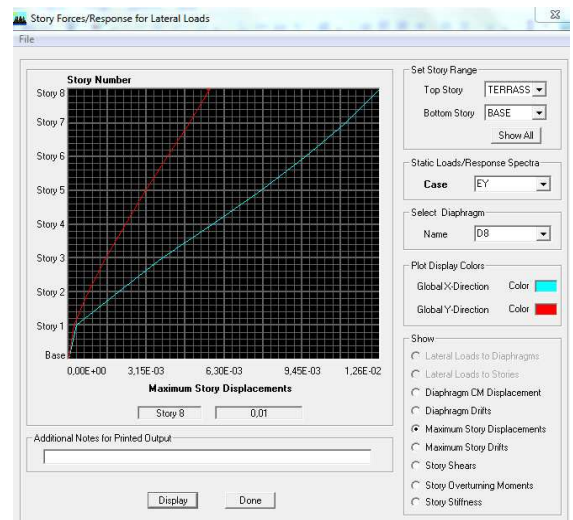 Story Forces/Response for Lateral Loads
File
Story Number
Story 8
Story 7
Story 6
Story 5
Story 4
Story 3
Story 2
Story 1
Base
0,00E+00 3,15E-03 6,30E-03 9,45E-03 1,26E-02
Maximum Story Displacements
Story 8 0,01
Additional Notes for Printed Output
Display Done
Set Story Range
Top Story TERRASS
Bottom Story BASE
Show All
Static Loads/Response Spectra
Case EY
Select Diaphragm
Name D8
Plot Display Colors
Global X-Direction Color
Global Y-Direction Color
Show
Lateral Loads to Diaphragms
Lateral Loads to Stories
Diaphragm CM Displacement
Diaphragm Drifts
Maximum Story Displacements
Maximum Story Drifts
Story Shears
Story Overturning Moments
Story Stiffness